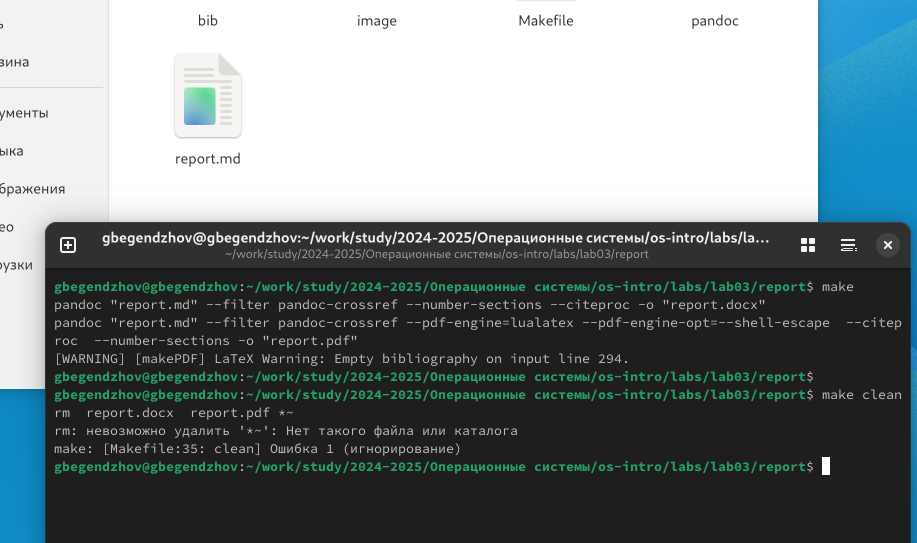 bib
image
Makefile
pandoc
report.md
зина
ументы
ыка
бражения
ео
рузки
gbegendzhov@gbegendzhov:~/work/study/2024-2025/Операционные системы/os-intro/labs/la...
~/work/study/2024-2025/Операционные системы/os-intro/labs/lab03/report
gbegendzhov@gbegendzhov:~/work/study/2024-2025/Операционные системы/os-intro/labs/lab03/report$ make
pandoc "report.md" --filter pandoc-crossref --number-sections --citeproc -o "report.docx"
pandoc "report.md" --filter pandoc-crossref --pdf-engine=lualatex --pdf-engine-opt=--shell-escape  --citep
roc  --number-sections -o "report.pdf"
[WARNING] [makePDF] LaTeX Warning: Empty bibliography on input line 294.
gbegendzhov@gbegendzhov:~/work/study/2024-2025/Операционные системы/os-intro/labs/lab03/report$
gbegendzhov@gbegendzhov:~/work/study/2024-2025/Операционные системы/os-intro/labs/lab03/report$ make clean
rm  report.docx  report.pdf *~
rm: невозможно удалить '*~': Нет такого файла или каталога
make: [Makefile:35: clean] Ошибка 1 (игнорирование)
gbegendzhov@gbegendzhov:~/work/study/2024-2025/Операционные системы/os-intro/labs/lab03/report$